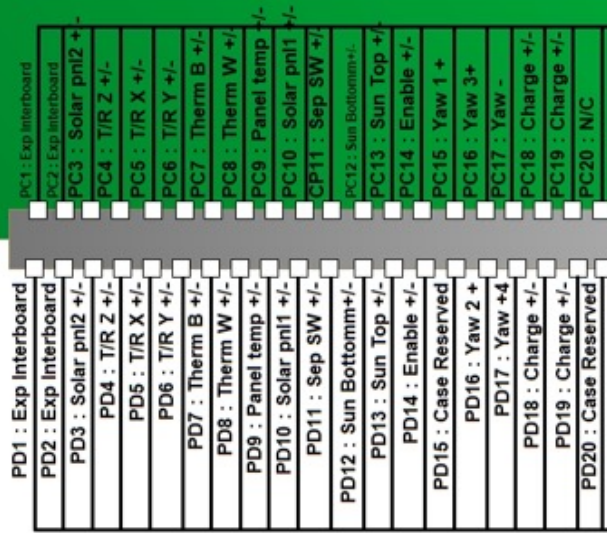 PC1 : Exp Interboard
PC2 : Exp Interboard
PC3 : Solar pnl2 +/-
PC4 : T/R Z +/-
PC5 : T/R X +/-
PC6 : T/R Y +/-
PC7 : Therm B +/-
PC8 : Therm W +/-
PC9 : Panel temp +/-
PC10 : Solar pnl1 +/-
CP11 : Sep SW +/-
PC12 : Sun Bottomm+/-
PC13 : Sun Top +/-
PC14 : Enable +/-
PC15 : Yaw 1 +
PC16 : Yaw 3+
PC17 : Yaw -
PC18 : Charge +/-
PC19 : Charge +/-
PC20 : N/C
PD1 : Exp Interboard
PD2 : Exp Interboard
PD3 : Solar pnl2 +/-
PD4 : T/R Z +/-
PD5 : T/R X +/-
PD6 : T/R Y +/-
PD7 : Therm B +/-
PD8 : Therm W +/-
PD9 : Panel temp +/-
PD10 : Solar pnl1 +/-
PD11 : Sep SW +/-
PD12 : Sun Bottomm+/-
PD13 : Sun Top +/-
PD14 : Enable +/-
PD15 : Case Reserved
PD16 : Yaw 2 +
PD17 : Yaw +4
PD18 : Charge +/-
PD19 : Charge +/-
PD20 : Case Reserved